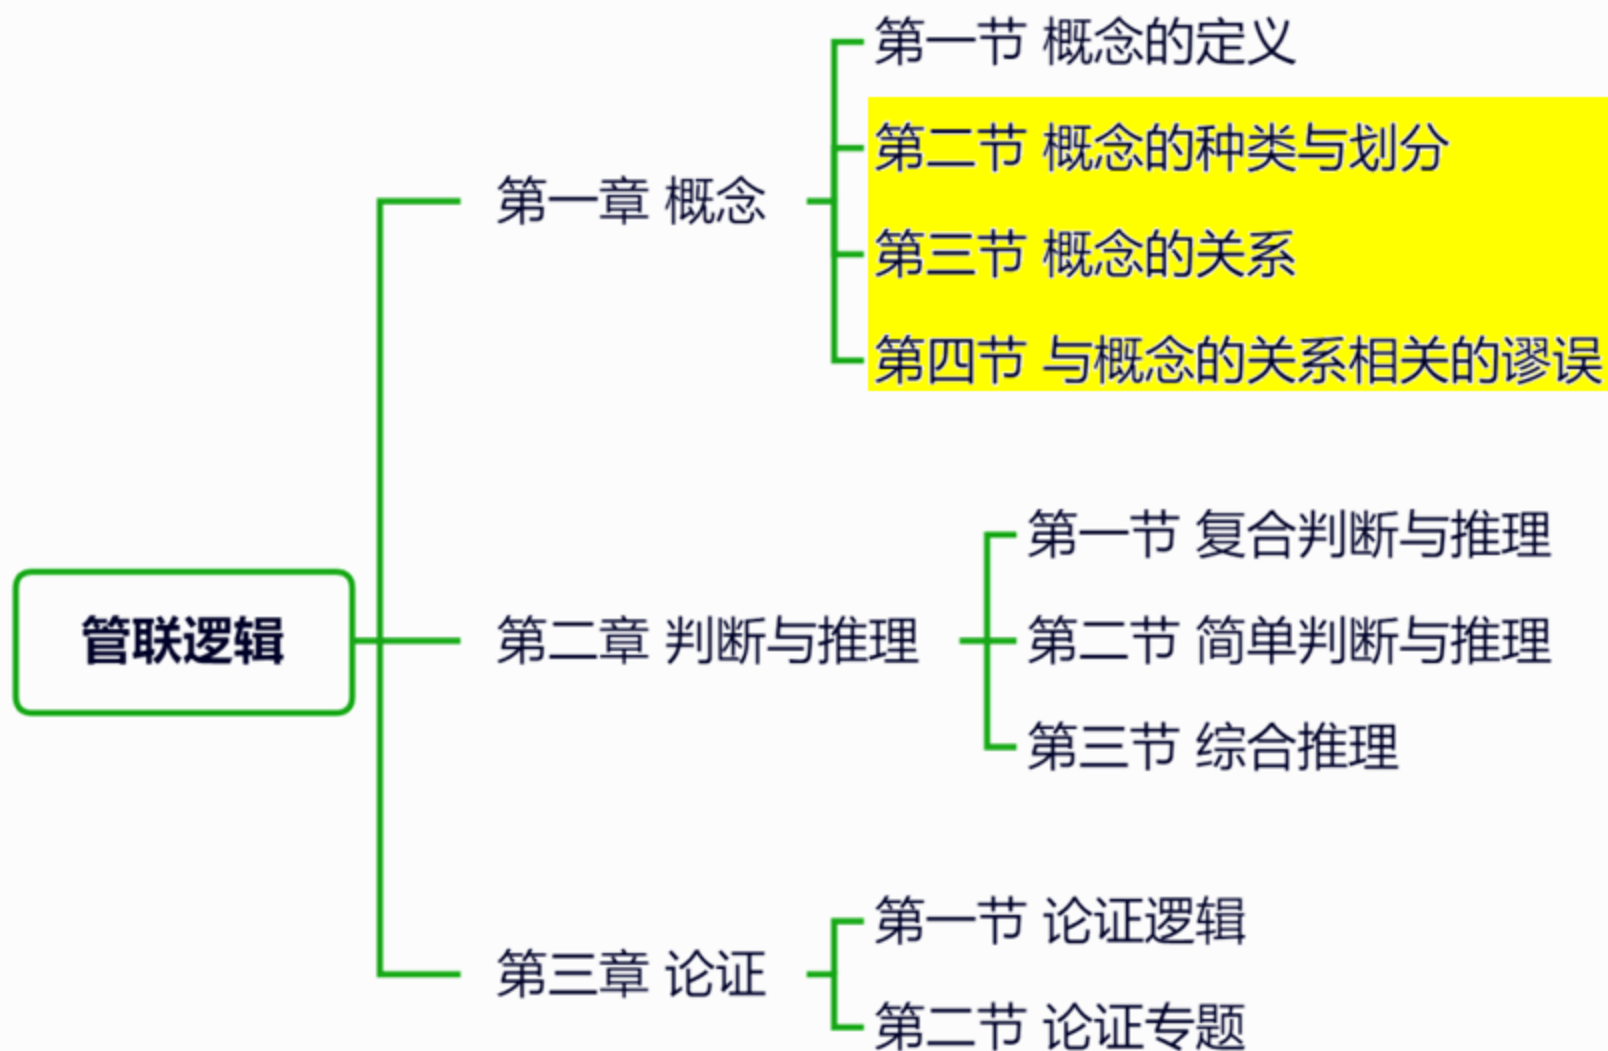 管联逻辑
第一章 概念
第一节 概念的定义
第二节 概念的种类与划分
第三节 概念的关系
第四节 与概念的关系相关的谬误
第二章 判断与推理
第一节 复合判断与推理
第二节 简单判断与推理
第三节 综合推理
第三章 论证
第一节 论证逻辑
第二节 论证专题